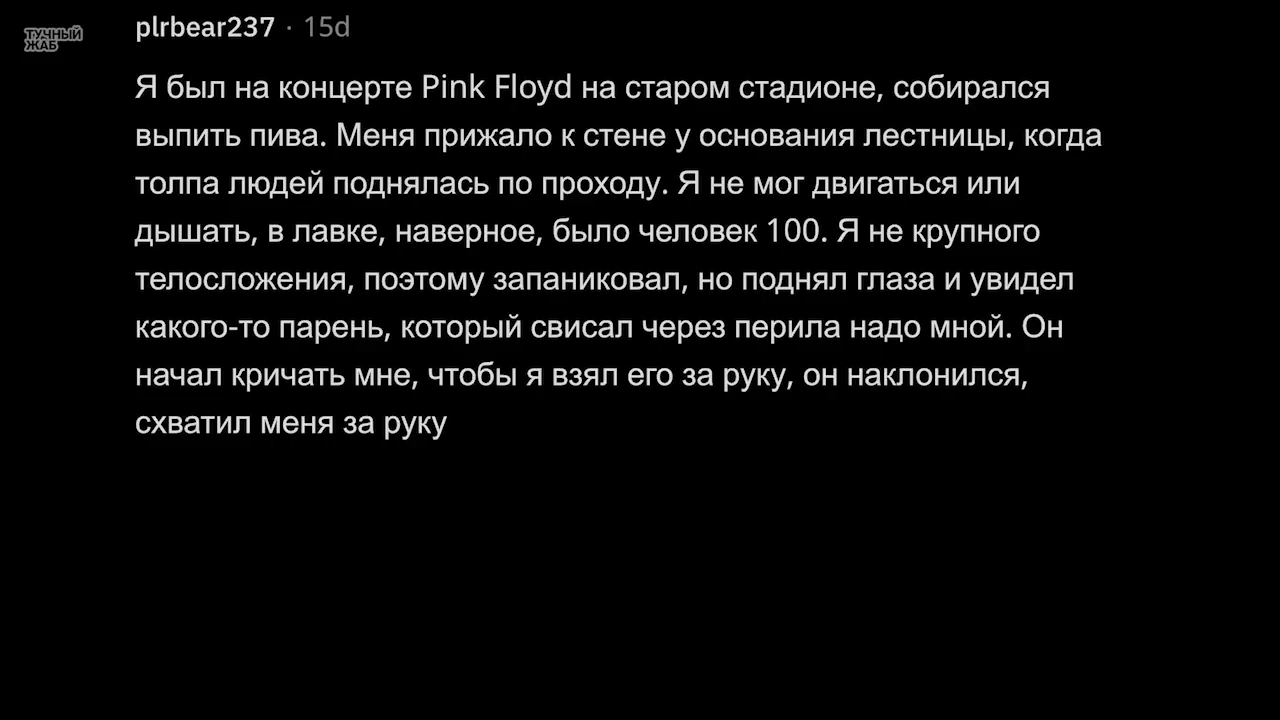 ТУЧНЫЙ
ЖАБ
plrbear237 · 15d
Я был на концерте Pink Floyd на старом стадионе, собирался
выпить пива. Меня прижало к стене у основания лестницы, когда
толпа людей поднялась по проходу. Я не мог двигаться или
дышать, в лавке, наверное, было человек 100. Я не крупного
телосложения, поэтому запаниковал, но поднял глаза и увидел
какого-то парень, который свисал через перила надо мной. Он
начал кричать мне, чтобы я взял его за руку, он наклонился,
схватил меня за руку